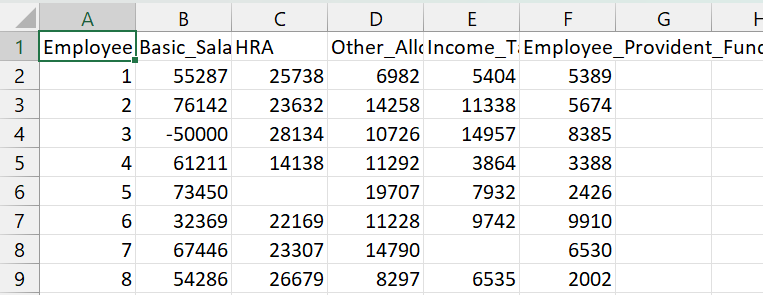 A B C D E F G H
1 Employee Basic_Sala HRA Other_Allo Income_Ta Employee_Provident_Fund
2 1 55287 25738 6982 5404 5389
3 2 76142 23632 14258 11338 5674
4 3 -50000 28134 10726 14957 8385
5 4 61211 14138 11292 3864 3388
6 5 73450 19707 7932 2426
7 6 32369 22169 11228 9742 9910
8 7 67446 23307 14790 6530
9 8 54286 26679 8297 6535 2002